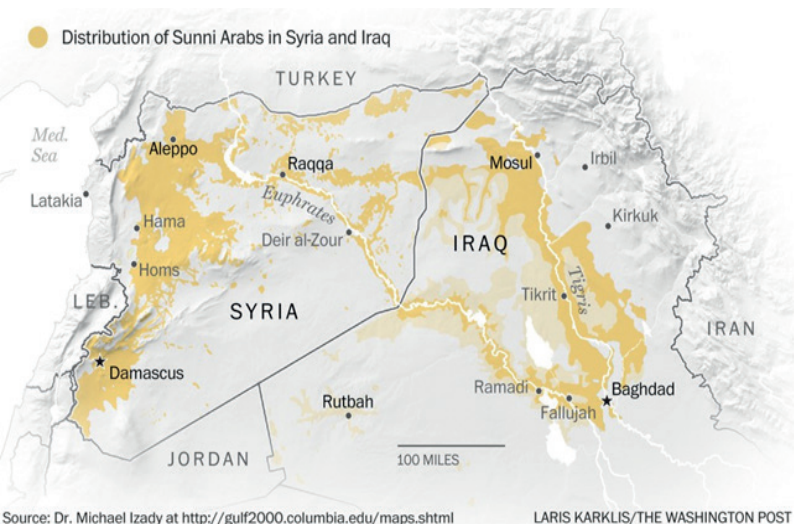 Distribution of Sunni Arabs in Syria and Iraq
TURKEY
Med.
Sea
Aleppo
Mosul
Irbil
Raqqa
Latakia
Euphrates
Kirkuk
Hama
Deir al-Zour
IRAQ
Homs
Tigris
Tikrit
LEB.
SYRIA
IRAN
Damascus
Ramadi
Baghdad
Rutbah
Fallujah
JORDAN
100 MILES
Source: Dr. Michael Izady at http://gulf2000.columbia.edu/maps.shtml
LARIS KARKLIS/THE WASHINGTON POST